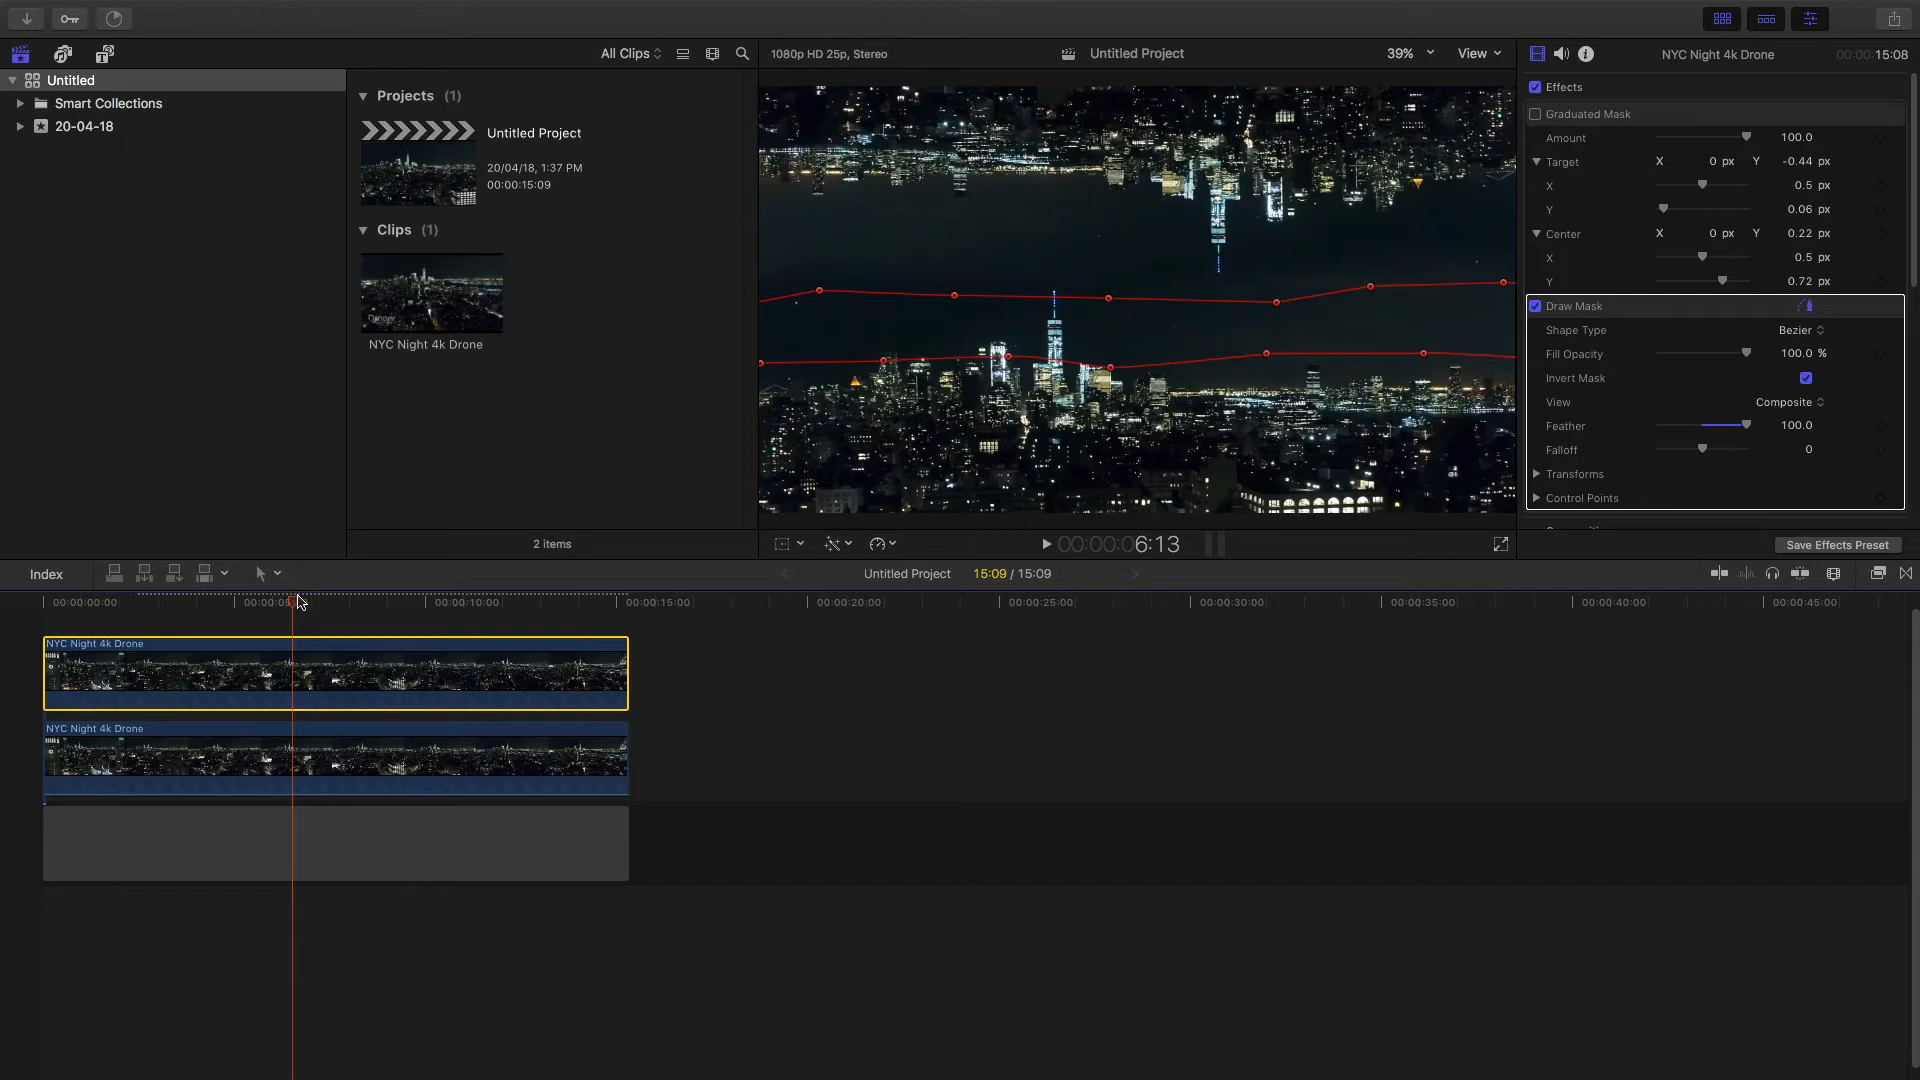 All Clips
1080p HD 25p, Stereo
Untitled Project
39%
View
NYC Night 4k Drone
00:00:15:08
Untitled
Smart Collections
20-04-18
Projects (1)
Untitled Project
20/04/18, 1:37 PM
00:00:15:09
Clips (1)
NYC Night 4k Drone
2 items
00:00:06:13
Effects
Graduated Mask
Amount 100.0
Target X 0 px Y -0.44 px
X 0.5 px
Y 0.06 px
Center X 0 px Y 0.22 px
X 0.5 px
Y 0.72 px
Draw Mask
Shape Type Bezier
Fill Opacity 100.0 %
Invert Mask
View Composite
Feather 100.0
Falloff 0
Transforms
Control Points
Save Effects Preset
Index
Untitled Project 15:09 / 15:09
00:00:00:00
00:00:05
00:00:10:00
00:00:15:00
00:00:20:00
00:00:25:00
00:00:30:00
00:00:35:00
00:00:40:00
00:00:45:00
NYC Night 4k Drone
NYC Night 4k Drone